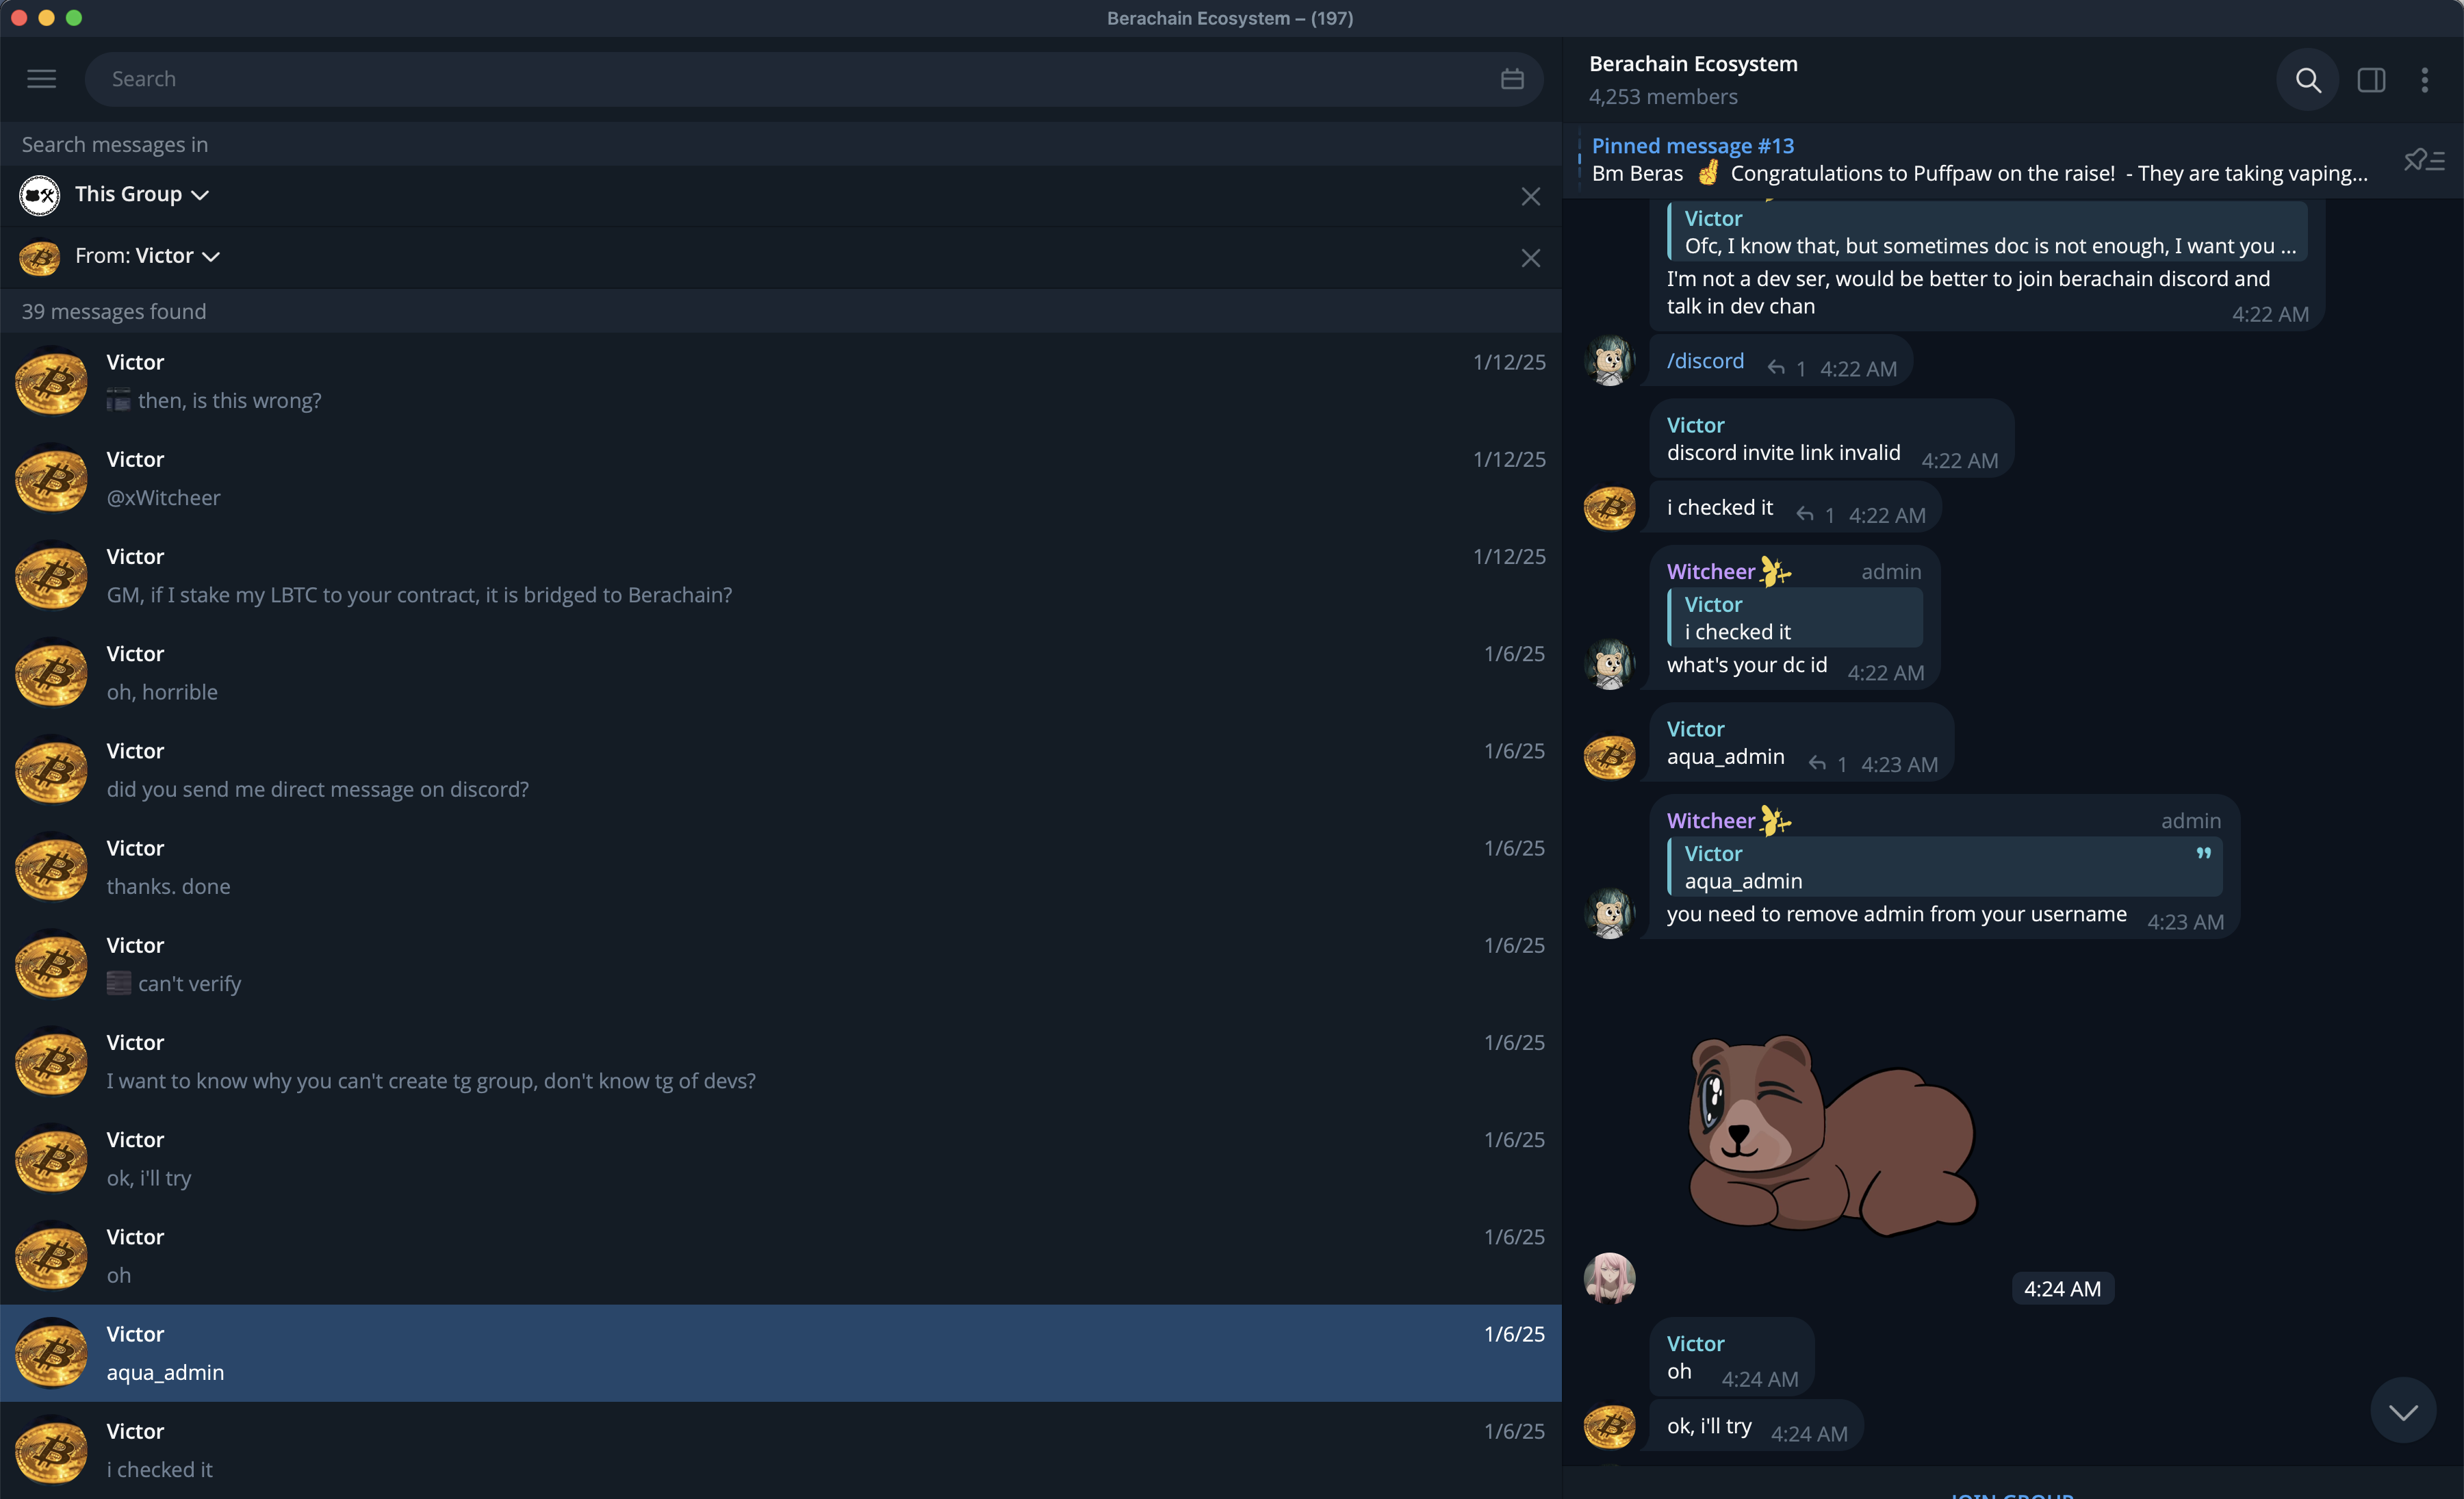 Berachain Ecosystem – (197)
Search
Search messages in
This Group
From: Victor
39 messages found
Victor 1/12/25
then, is this wrong?
Victor 1/12/25
@xWitcheer
Victor 1/12/25
GM, if I stake my LBTC to your contract, it is bridged to Berachain?
Victor 1/6/25
oh, horrible
Victor 1/6/25
did you send me direct message on discord?
Victor 1/6/25
thanks. done
Victor 1/6/25
can't verify
Victor 1/6/25
I want to know why you can't create tg group, don't know tg of devs?
Victor 1/6/25
ok, i'll try
Victor 1/6/25
oh
Victor 1/6/25
aqua_admin
Victor 1/6/25
i checked it
Berachain Ecosystem
4,253 members
Pinned message #13
Bm Beras ✌️ Congratulations to Puffpaw on the raise! - They are taking vaping...
Victor
Ofc, I know that, but sometimes doc is not enough, I want you ...
I'm not a dev ser, would be better to join berachain discord and
talk in dev chan 4:22 AM
/discord 1 4:22 AM
Victor
discord invite link invalid 4:22 AM
i checked it 1 4:22 AM
Witcheer admin
Victor
i checked it
what's your dc id 4:22 AM
Victor
aqua_admin 1 4:23 AM
Witcheer admin
Victor
aqua_admin
you need to remove admin from your username 4:23 AM
4:24 AM
Victor
oh 4:24 AM
ok, i'll try 4:24 AM
JOIN GROUP